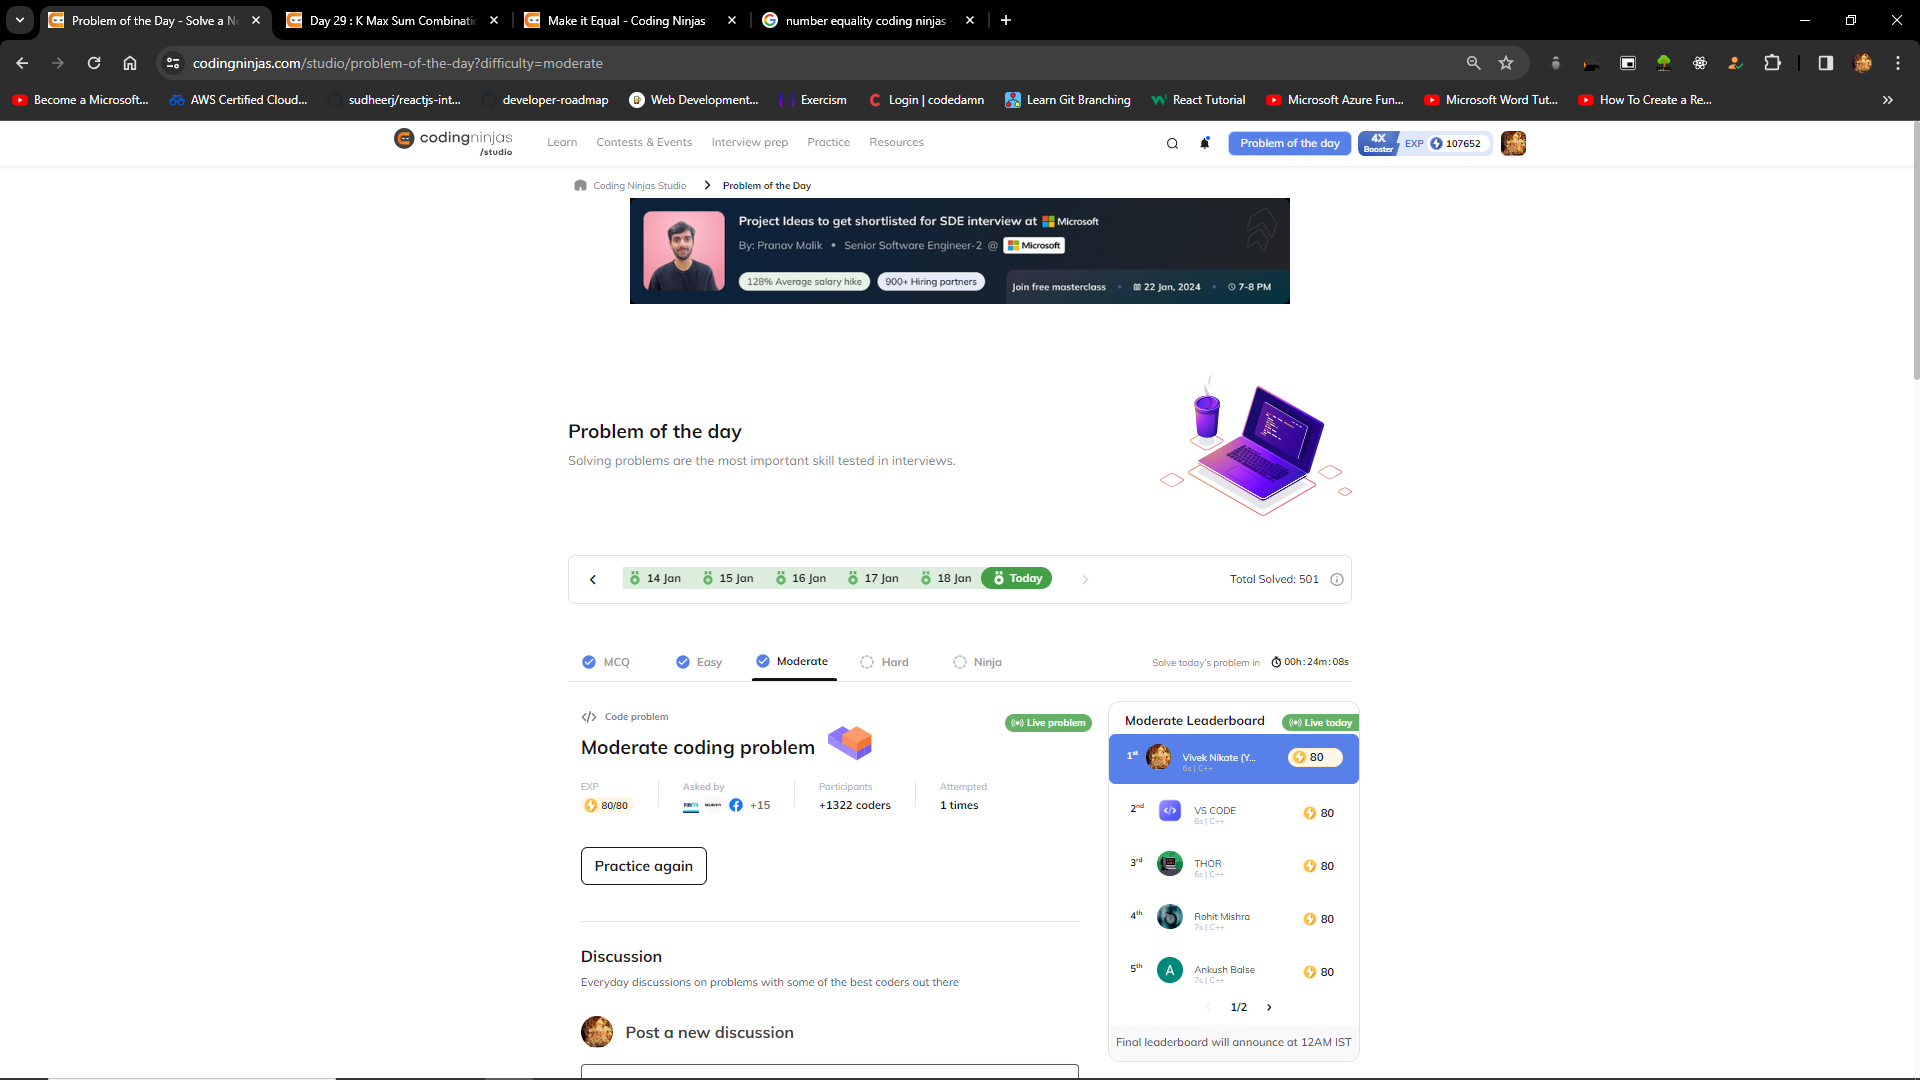 Problem of the Day - Solve a Ne
Day 29 : K Max Sum Combinatio
Make it Equal - Coding Ninjas
number equality coding ninjas
codingninjas.com/studio/problem-of-the-day?difficulty=moderate
Become a Microsoft...
AWS Certified Cloud...
sudheerj/reactjs-int...
developer-roadmap
Web Development...
Exercism
Login | codedamn
Learn Git Branching
React Tutorial
Microsoft Azure Fun...
Microsoft Word Tut...
How To Create a Re...
codingninjas
/studio
Learn
Contests & Events
Interview prep
Practice
Resources
Problem of the day
4X
Booster
EXP
107652
Coding Ninjas Studio
Problem of the Day
Project Ideas to get shortlisted for SDE interview at Microsoft
By: Pranav Malik • Senior Software Engineer-2 @ Microsoft
128% Average salary hike
900+ Hiring partners
Join free masterclass • 22 Jan, 2024 • 7-8 PM
Problem of the day
Solving problems are the most important skill tested in interviews.
14 Jan
15 Jan
16 Jan
17 Jan
18 Jan
Today
Total Solved: 501
MCQ
Easy
Moderate
Hard
Ninja
Solve today's problem in
00h : 24m : 08s
Code problem
Live problem
Moderate coding problem
EXP
80/80
Asked by
+15
Participants
+1322 coders
Attempted
1 times
Practice again
Discussion
Everyday discussions on problems with some of the best coders out there
Post a new discussion
Moderate Leaderboard
Live today
1st
Vivek Nikate (Y...
6s | C++
80
2nd
VS CODE
6s | C++
80
3rd
THOR
6s | C++
80
4th
Rohit Mishra
7s | C++
80
5th
A
Ankush Balse
7s | C++
80
1/2
Final leaderboard will announce at 12AM IST